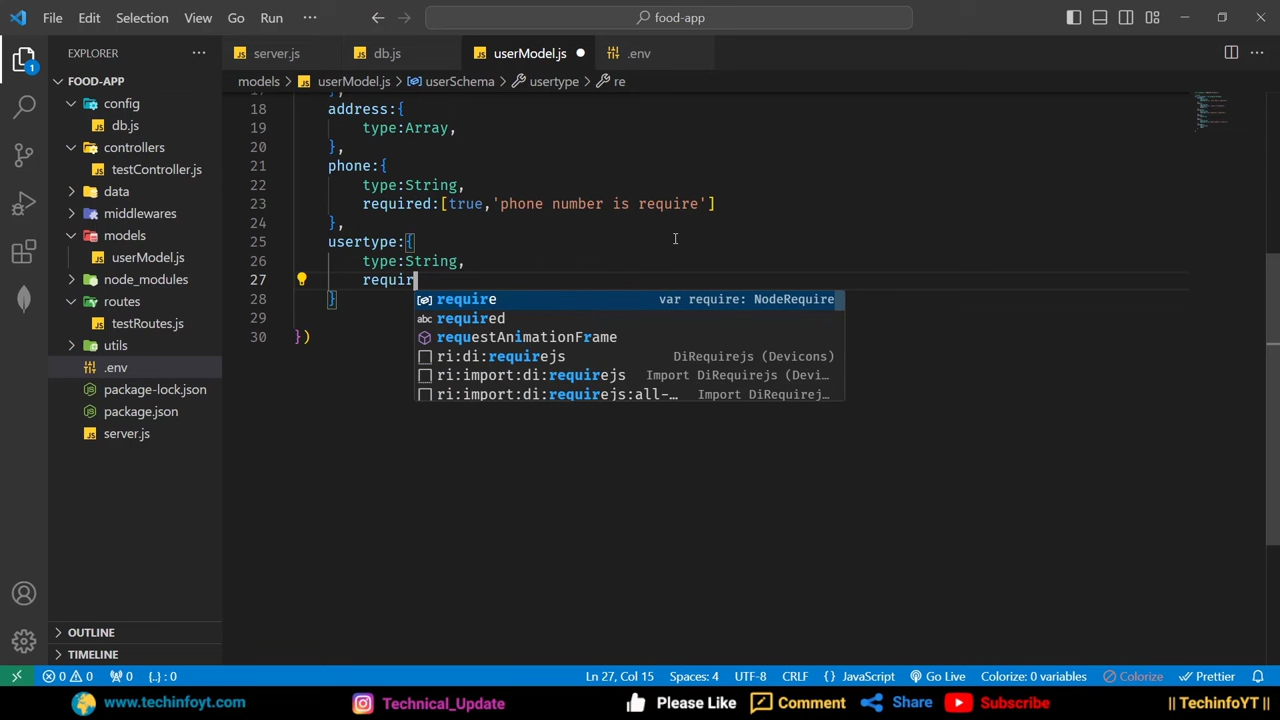 File Edit Selection View Go Run ··· food-app
EXPLORER ···
server.js db.js userModel.js ● .env ···
FOOD-APP
models > userModel.js > userSchema > usertype > re
config
db.js
controllers
testController.js
data
middlewares
models
userModel.js
node_modules
routes
testRoutes.js
utils
.env
package-lock.json
package.json
server.js
OUTLINE
TIMELINE
1
18 address:{
19 type:Array,
20 },
21 phone:{
22 type:String,
23 required:[true,'phone number is require']
24 },
25 usertype:{
26 type:String,
27 requir
28 }
29
30 })
require var require: NodeRequire
required
requestAnimationFrame
ri:di:requirejs DiRequirejs (Devicons)
ri:import:di:requirejs Import DiRequirejs (Devi…
ri:import:di:requirejs:all-… Import DiRequirej…
0 0 0 {..} : 0 Ln 27, Col 15 Spaces: 4 UTF-8 CRLF {} JavaScript Go Live Colorize: 0 variables Colorize Prettier
www.techinfoyt.com Technical_Update Please Like Comment Share Subscribe || TechinfoYT ||